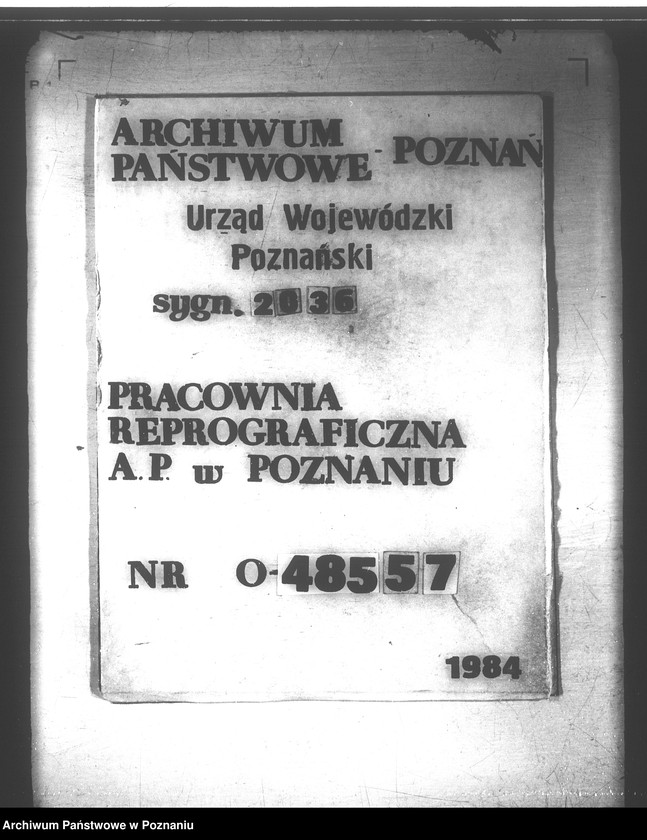 ARCHIWUM
PAŃSTWOWE - POZNAŃ
Urząd Wojewódzki
Poznański
sygn. 2036
PRACOWNIA
REPROGRAFICZNA
A.P. w POZNANIU
NR O-48557
1984
Archiwum Państwowe w Poznaniu